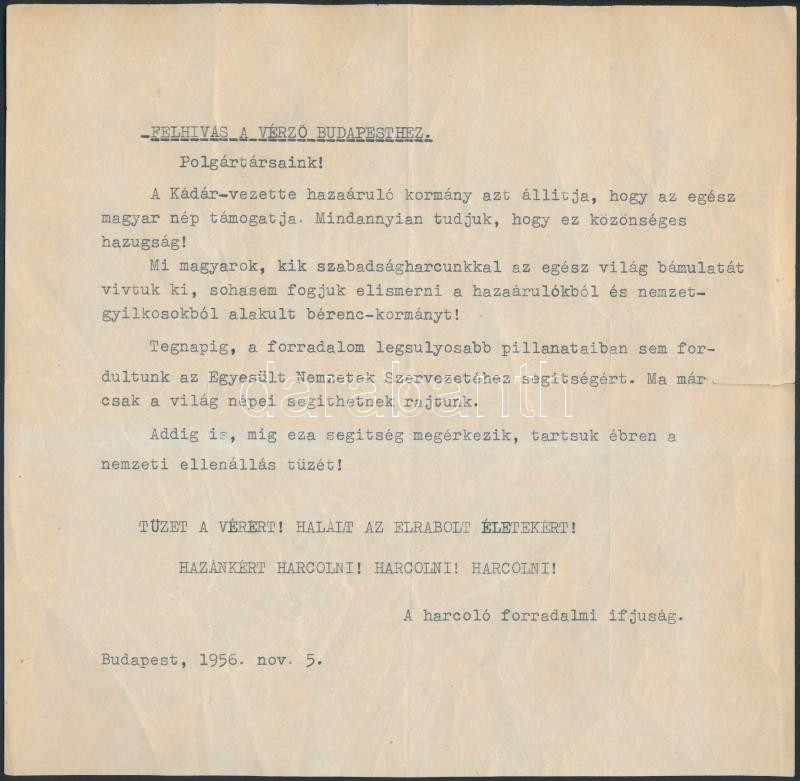 FELHIVAS A VÉRZŐ BUDAPESTHEZ.
Polgártársaink!
A Kádár-vezette hazaáruló kormány azt állitja, hogy az egész
magyar nép támogatja. Mindannyian tudjuk, hogy ez közönséges
hazugság!
Mi magyarok, kik szabadságharcunkkal az egész világ bámulatát
vivtuk ki, sohasem fogjuk elismerni a hazaárulókból és nemzet-
gyilkosokból alakult bérenc-kormányt!
Tegnapig, a forradalom legsulyosabb pillanataiban sem for-
dultunk az Egyesült Nemzetek Szervezetéhez segitségért. Ma már
csak a világ népei segithetnek rajtunk.
darabanth
Addig is, mig eza segitség megérkezik, tartsuk ébren a
nemzeti ellenállás tüzét!
TÜZET A VÉRÉRT! HALÁLT AZ ELRABOLT ÉLETEKÉRT!
HAZÁNKÉRT HARCOLNI! HARCOLNI! HARCOLNI!
A harcoló forradalmi ifjuság.
Budapest, 1956. nov. 5.